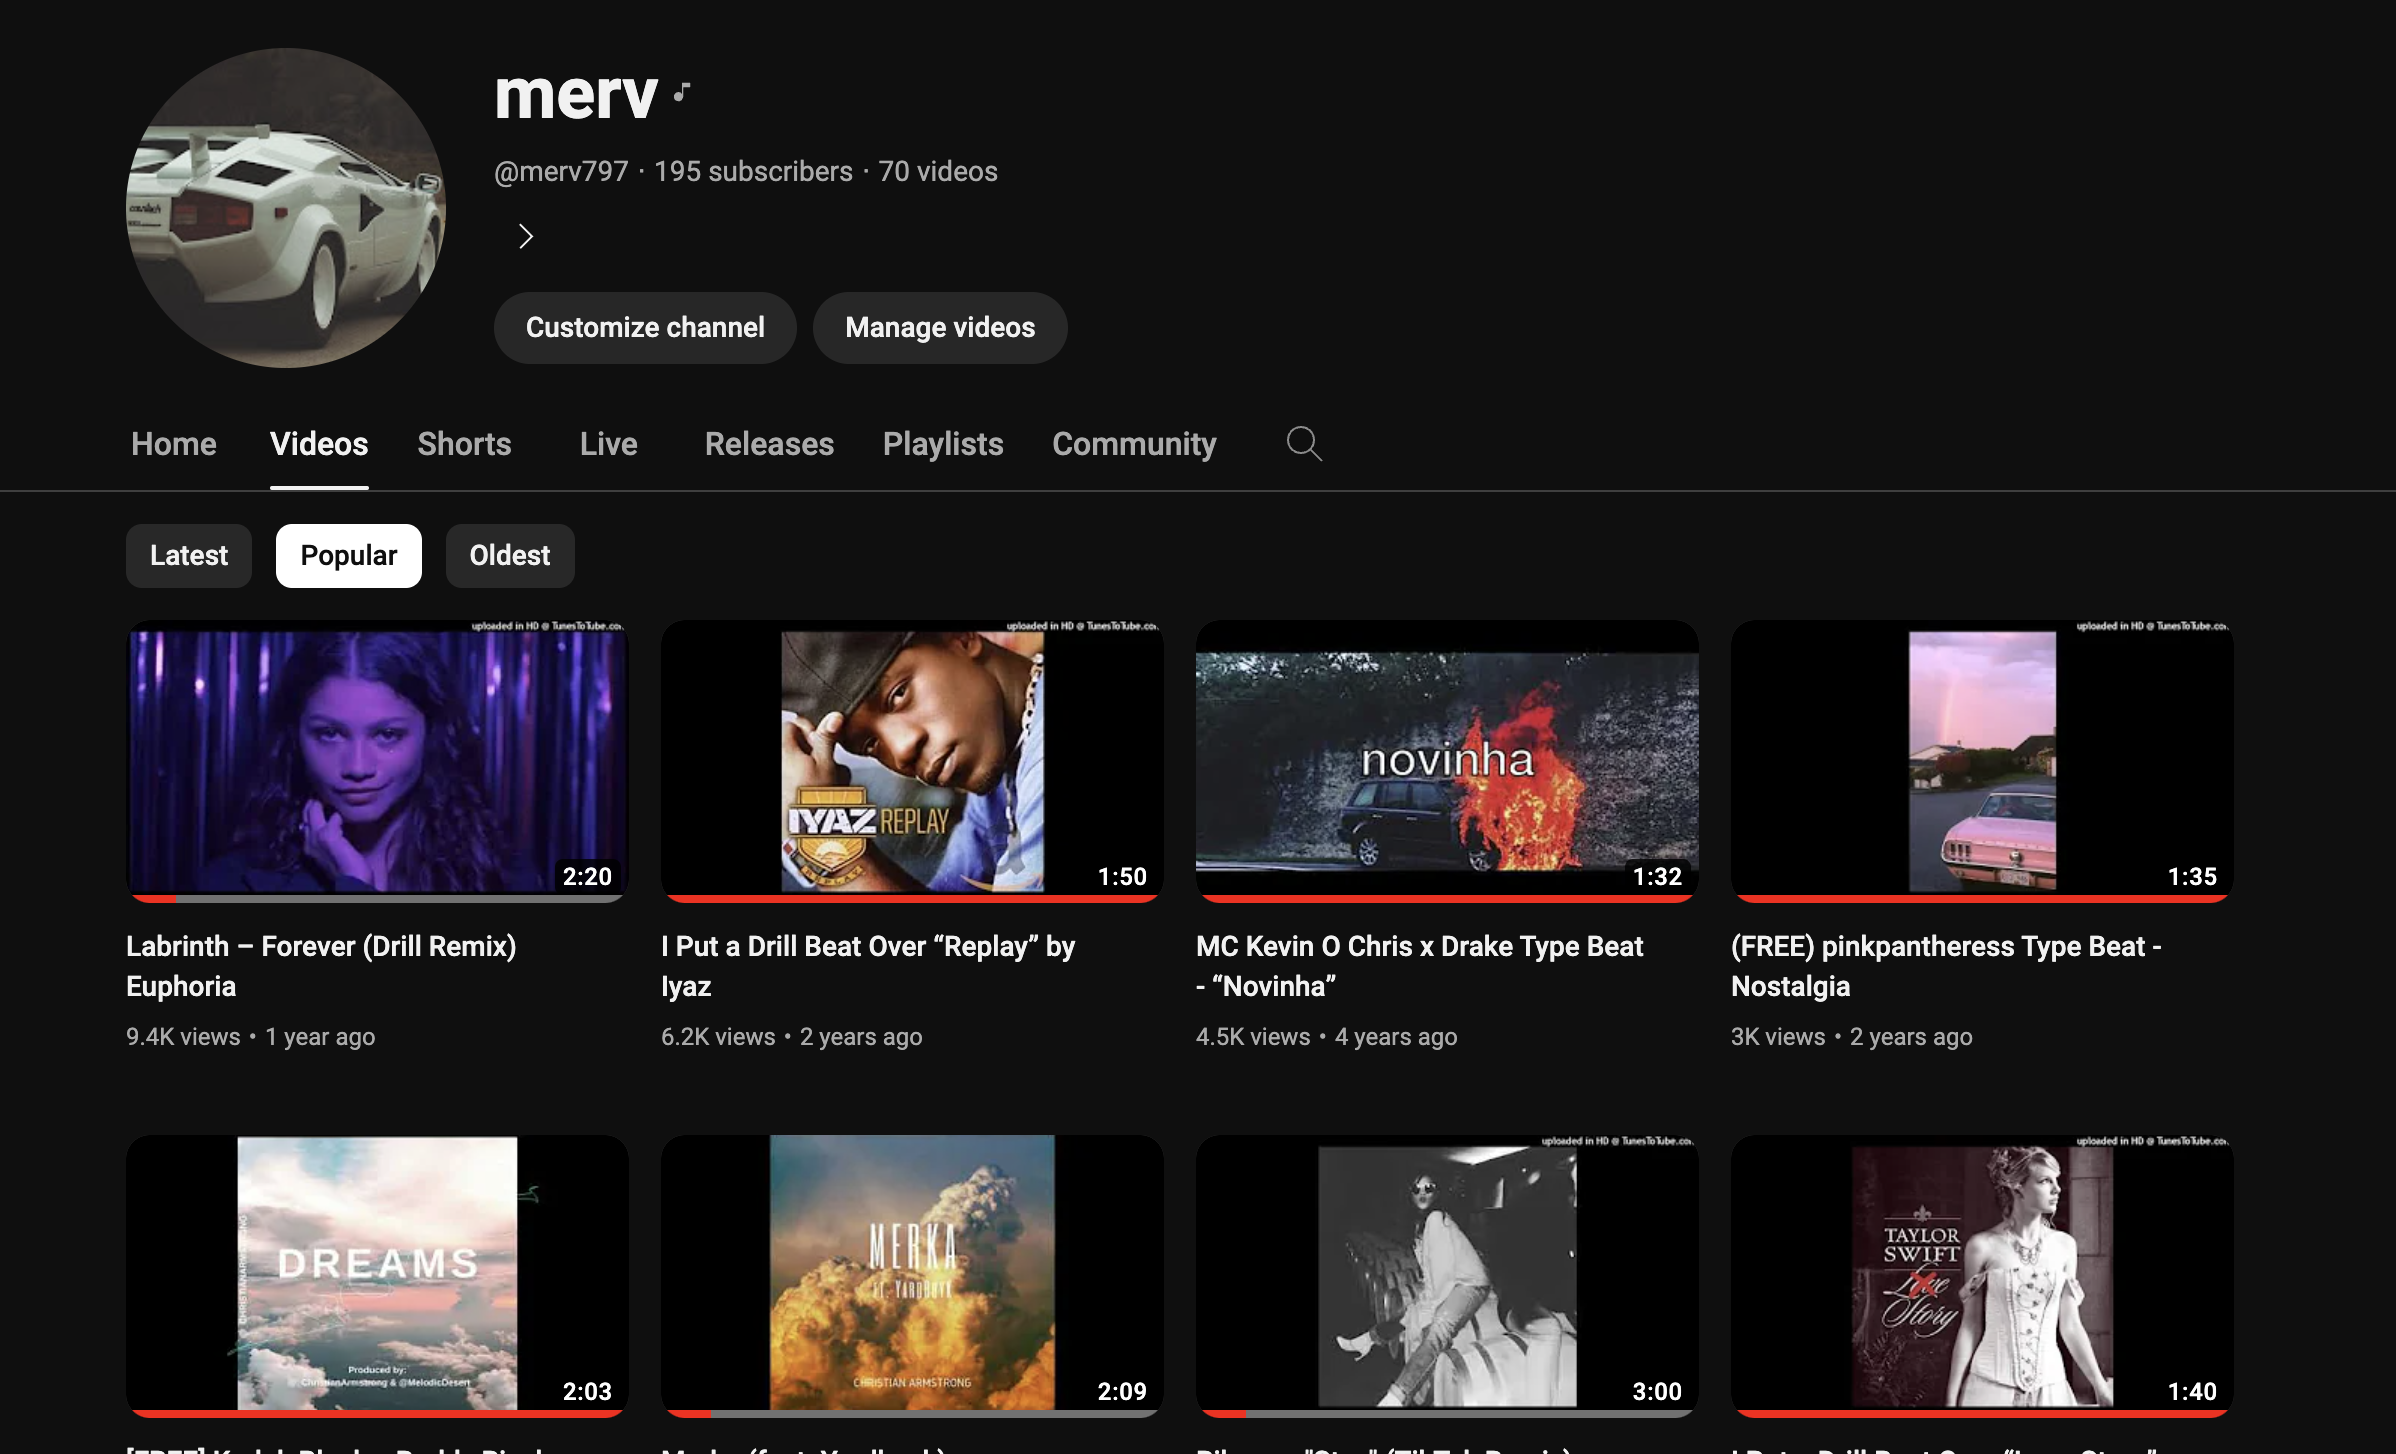 merv
@merv797 · 195 subscribers · 70 videos
Customize channel
Manage videos
Home Videos Shorts Live Releases Playlists Community
Latest Popular Oldest
uploaded in HD @ TunesToTube.com
2:20
uploaded in HD @ TunesToTube.com
IYAZ REPLAY
REPLAY
1:50
novinha
1:32
uploaded in HD @ TunesToTube.com
1:35
Labrinth – Forever (Drill Remix)
Euphoria
9.4K views • 1 year ago
I Put a Drill Beat Over “Replay” by
Iyaz
6.2K views • 2 years ago
MC Kevin O Chris x Drake Type Beat
- “Novinha”
4.5K views • 4 years ago
(FREE) pinkpantheress Type Beat -
Nostalgia
3K views • 2 years ago
DREAMS
Produced by:
@MelodicDesert
2:03
MERKA
CHRISTIAN ARMSTRONG
2:09
uploaded in HD @ TunesToTube.com
3:00
uploaded in HD @ TunesToTube.com
TAYLOR
SWIFT
Love
Story
1:40